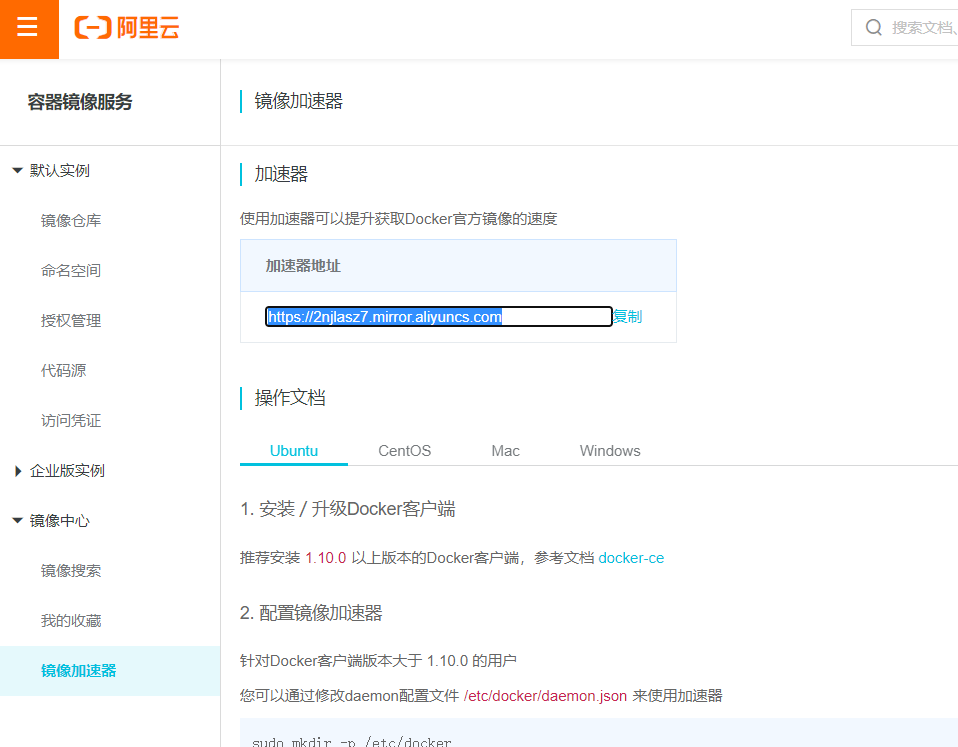 阿里云
搜索文档、
容器镜像服务
镜像加速器
默认实例
镜像仓库
命名空间
授权管理
代码源
访问凭证
企业版实例
镜像中心
镜像搜索
我的收藏
镜像加速器
加速器
使用加速器可以提升获取Docker官方镜像的速度
加速器地址
https://2njlasz7.mirror.aliyuncs.com 复制
操作文档
Ubuntu CentOS Mac Windows
1. 安装 / 升级Docker客户端
推荐安装 1.10.0 以上版本的Docker客户端，参考文档 docker-ce
2. 配置镜像加速器
针对Docker客户端版本大于 1.10.0 的用户
您可以通过修改daemon配置文件 /etc/docker/daemon.json 来使用加速器
sudo mkdir -p /etc/docker